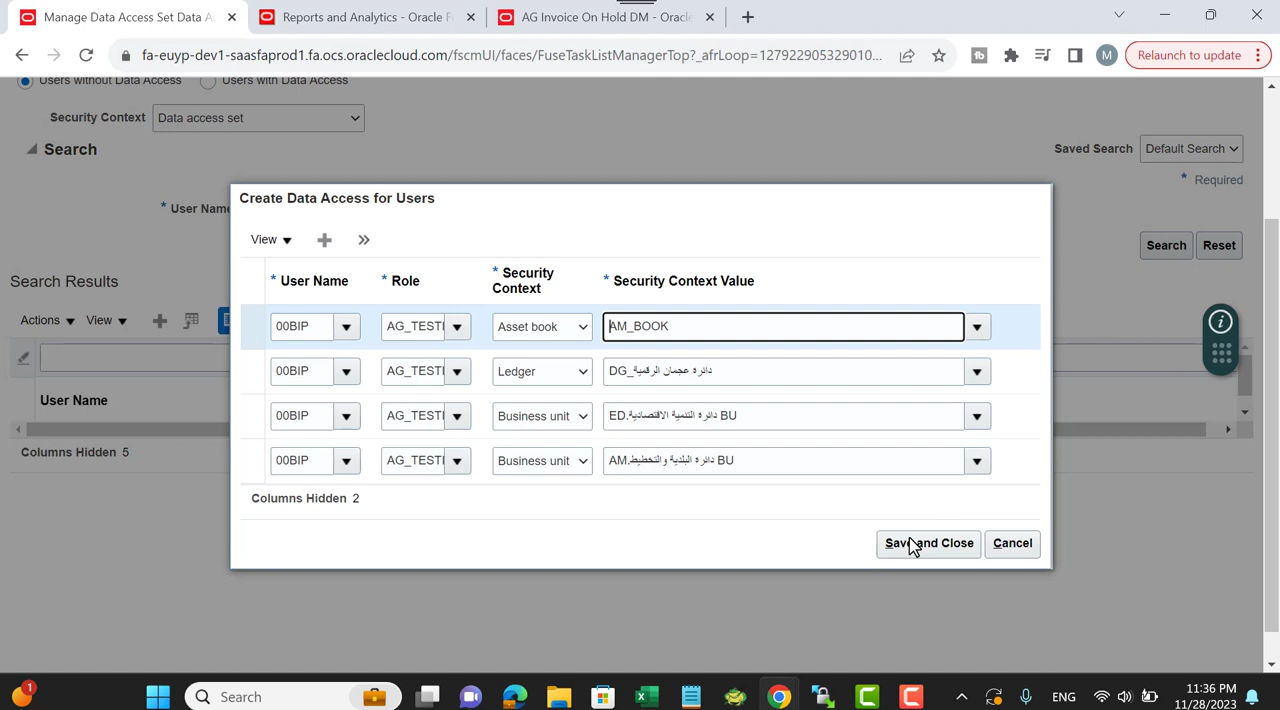 Manage Data Access Set Data A
Reports and Analytics - Oracle F
AG Invoice On Hold DM - Oracle
fa-euyp-dev1-saasfaprod1.fa.ocs.oraclecloud.com/fscmUI/faces/FuseTaskListManagerTop?_afrLoop=127922905329010...
M
Relaunch to update
Users without Data Access
Users with Data Access
Security Context
Data access set
Search
Saved Search
Default Search
* Required
* User Name
Search
Reset
Search Results
Actions
View
User Name
Columns Hidden 5
Create Data Access for Users
View
* User Name
* Role
* Security Context
* Security Context Value
00BIP
AG_TESTI
Asset book
AM_BOOK
00BIP
AG_TESTI
Ledger
DG_دائرة عجمان الرقمية
00BIP
AG_TESTI
Business unit
ED.دائرة التنمية الاقتصادية BU
00BIP
AG_TESTI
Business unit
AM.دائرة البلدية والتخطيط BU
Columns Hidden 2
Save and Close
Cancel
1
Search
ENG
11:36 PM
11/28/2023